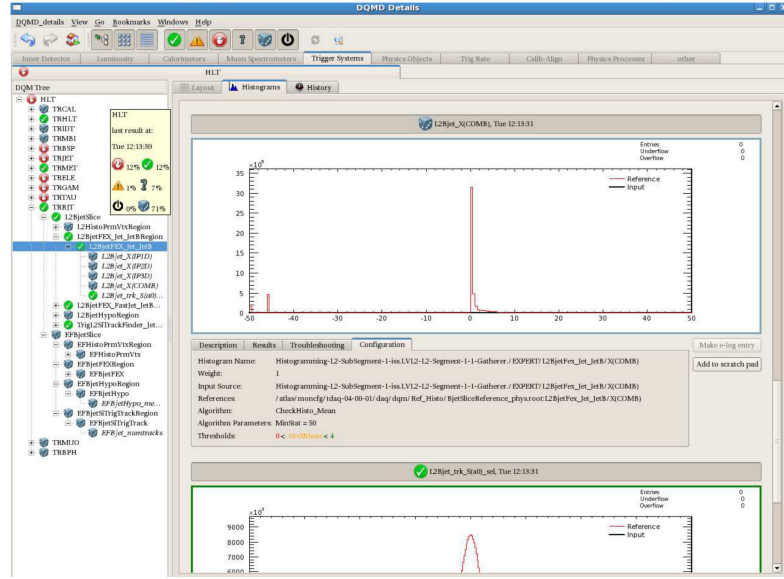 DQMD Details
DQMD_details View Go Bookmarks Windows Help
Inner Detector Luminosity Calorimeters Muon Spectrometers Trigger Systems Physics Objects Trig Rate Calib-Align Physics Processes other
HLT
DQM Tree
Layout Histograms History
HLT
TRCAL
TRHLT
TRIDT
TRMBI
TRBSP
TRJET
TRMET
TRELE
TRGAM
TRTAU
TRBJT
L2BjetSlice
L2HistoPrmVtxRegion
L2BjetFEX_Jet_JetBRegion
L2BjetFEX_Jet_JetB
L2Bjet_X(IP1D)
L2Bjet_X(IP2D)
L2Bjet_X(IP3D)
L2Bjet_X(COMB)
L2Bjet_trk_S(a0)...
L2BjetFEX_FastJet_JetB...
L2BjetHypoRegion
TrigL2SiTrackFinder_Jet...
EFBjetSlice
EFHistoPrmVtxRegion
EFHistoPrmVtx
EFBjetFEXRegion
EFBjetFEX
EFBjetHypoRegion
EFBjetHypo
EFBjetHypo_me...
EFBjetSiTrigTrackRegion
EFBjetSiTrigTrack
EFBjet_numtracks
TRMUO
TRBPH
HLT
last result at:
Tue 12:13:39
12% 12%
1% 7%
0% 71%
L2Bjet_X(COMB), Tue 12:13:31
Entries 0
Underflow 0
Overflow 0
×10⁶
Reference
Input
35
30
25
20
15
10
5
0
-50 -40 -30 -20 -10 0 10 20 30 40 50
Description Results Troubleshooting Configuration
Make e-log entry
Add to scratch pad
Histogram Name: Histogramming-L2-SubSegment-1-iss.LVL2-L2-Segment-1-1-Gatherer./EXPERT/L2BjetFex_Jet_JetB/X(COMB)
Weight: 1
Input Source: Histogramming-L2-SubSegment-1-iss.LVL2-L2-Segment-1-1-Gatherer./EXPERT/L2BjetFex_Jet_JetB/X(COMB)
References: /atlas/moncfg/tdaq-04-00-01/daq/dqm/Ref_Histo/BjetSliceReference_phys.root:L2BjetFex_Jet_JetB/X(COMB)
Algorithm: CheckHisto_Mean
Algorithm Parameters: MinStat = 50
Thresholds: 0 < AbsXMean < 4
L2Bjet_trk_S(a0)_sel, Tue 12:13:31
Entries 0
Underflow 0
Overflow 0
×10³
Reference
Input
9000
8000
7000
6000